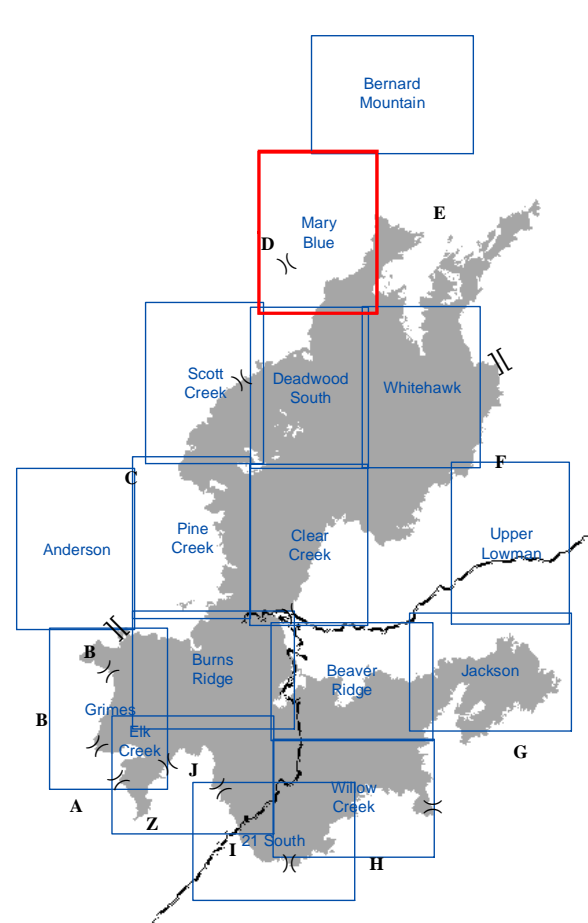 Bernard
Mountain
E
Mary
Blue
D
Scott
Creek
Deadwood
South
Whitehawk
F
C
Pine
Creek
Clear
Creek
Upper
Lowman
Anderson
B
Burns
Ridge
Beaver
Ridge
Jackson
B
Grimes
Elk
Creek
G
J
Willow
Creek
A
Z
I
21 South
H